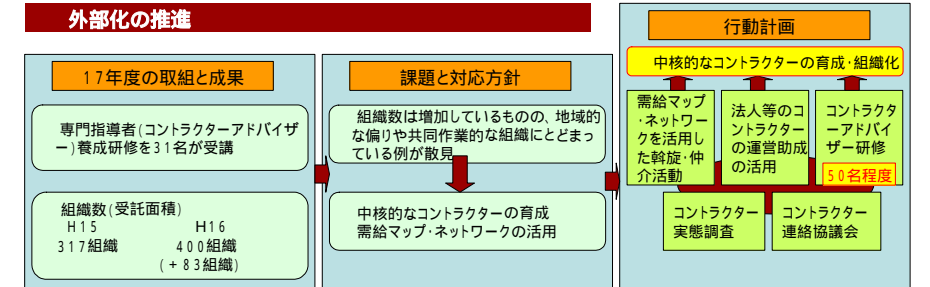 外部化の推進
17年度の取組と成果
専門指導者(コントラクターアドバイザ
ー)養成研修を31名が受講
組織数(受託面積)
H15 H16
317組織 400組織
(+83組織)
課題と対応方針
組織数は増加しているものの、地域的
な偏りや共同作業的な組織にとどまっ
ている例が散見
中核的なコントラクターの育成
需給マップ・ネットワークの活用
行動計画
中核的なコントラクターの育成・組織化
需給マップ
・ネットワー
クを活用し
た斡旋・仲
介活動
法人等のコ
ントラクター
の運営助成
の活用
コントラクタ
ーアドバイ
ザー研修
50名程度
コントラクター
実態調査
コントラクター
連絡協議会